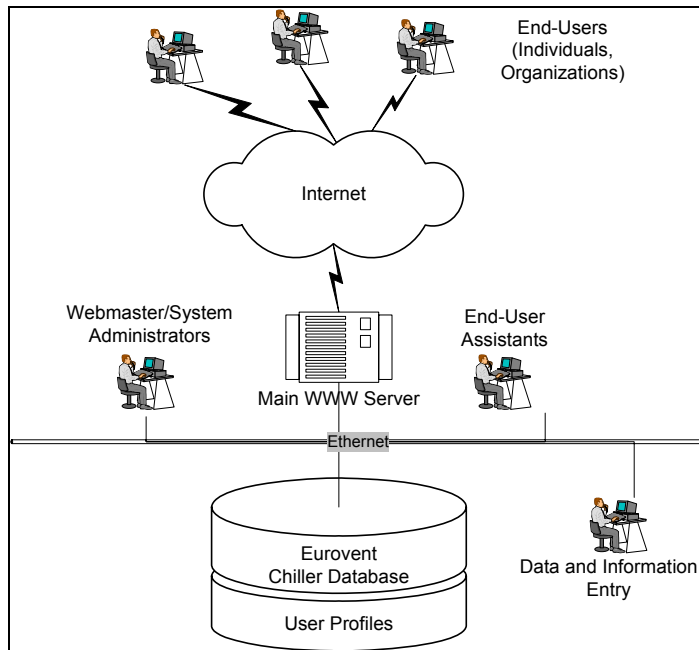 End-Users
(Individuals,
Organizations)
Internet
Webmaster/System
Administrators
End-User
Assistants
Main WWW Server
Ethernet
Eurovent
Chiller Database
Data and Information
Entry
User Profiles